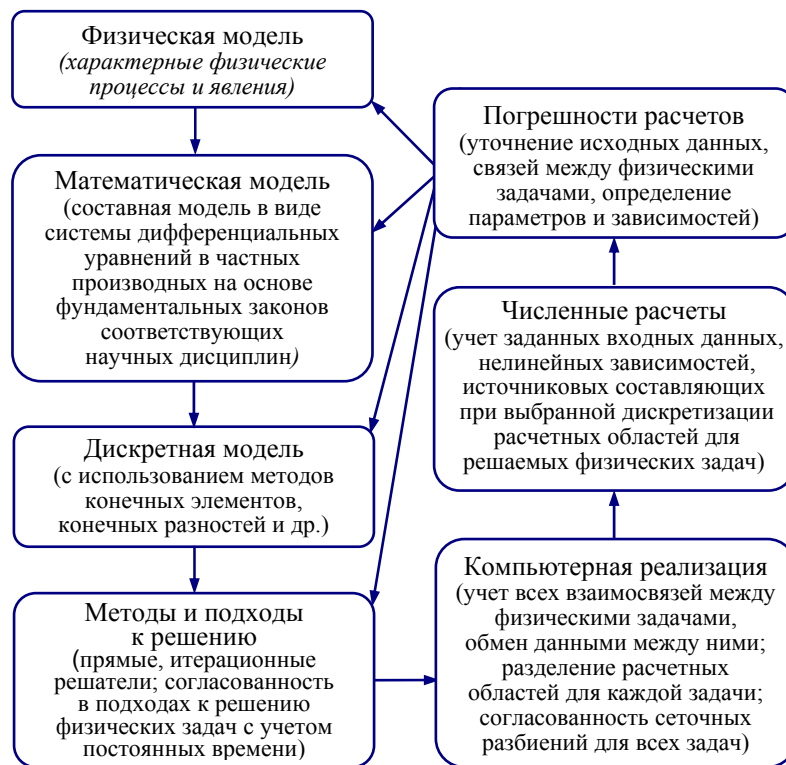 Физическая модель
(характерные физические
процессы и явления)
Математическая модель
(составная модель в виде
системы дифференциальных
уравнений в частных
производных на основе
фундаментальных законов
соответствующих
научных дисциплин)
Дискретная модель
(с использованием методов
конечных элементов,
конечных разностей и др.)
Методы и подходы
к решению
(прямые, итерационные
решатели; согласованность
в подходах к решению
физических задач с учетом
постоянных времени)
Погрешности расчетов
(уточнение исходных данных,
связей между физическими
задачами, определение
параметров и зависимостей)
Численные расчеты
(учет заданных входных данных,
нелинейных зависимостей,
источниковых составляющих
при выбранной дискретизации
расчетных областей для
решаемых физических задач)
Компьютерная реализация
(учет всех взаимосвязей между
физическими задачами,
обмен данными между ними;
разделение расчетных
областей для каждой задачи;
согласованность сеточных
разбиений для всех задач)